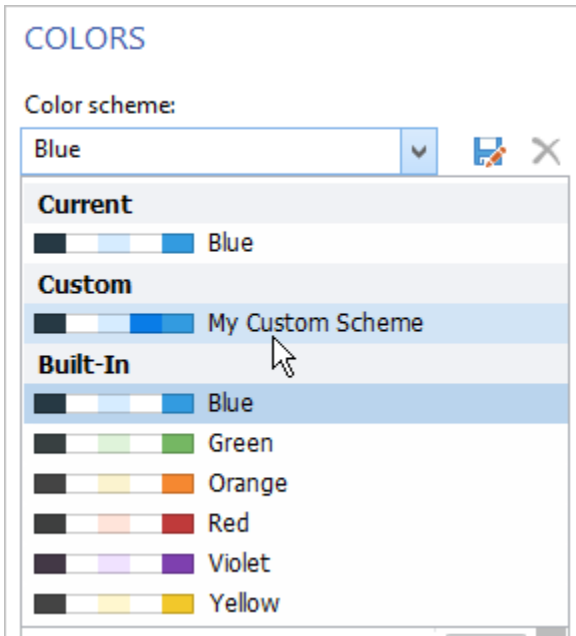 COLORS
Color scheme:
Blue
Current
Blue
Custom
My Custom Scheme
Built-In
Blue
Green
Orange
Red
Violet
Yellow